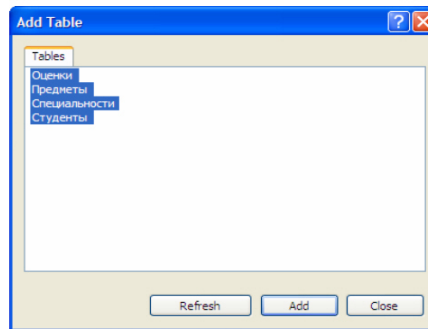 Add Table
Tables
Оценки
Предметы
Специальности
Студенты
Refresh Add Close